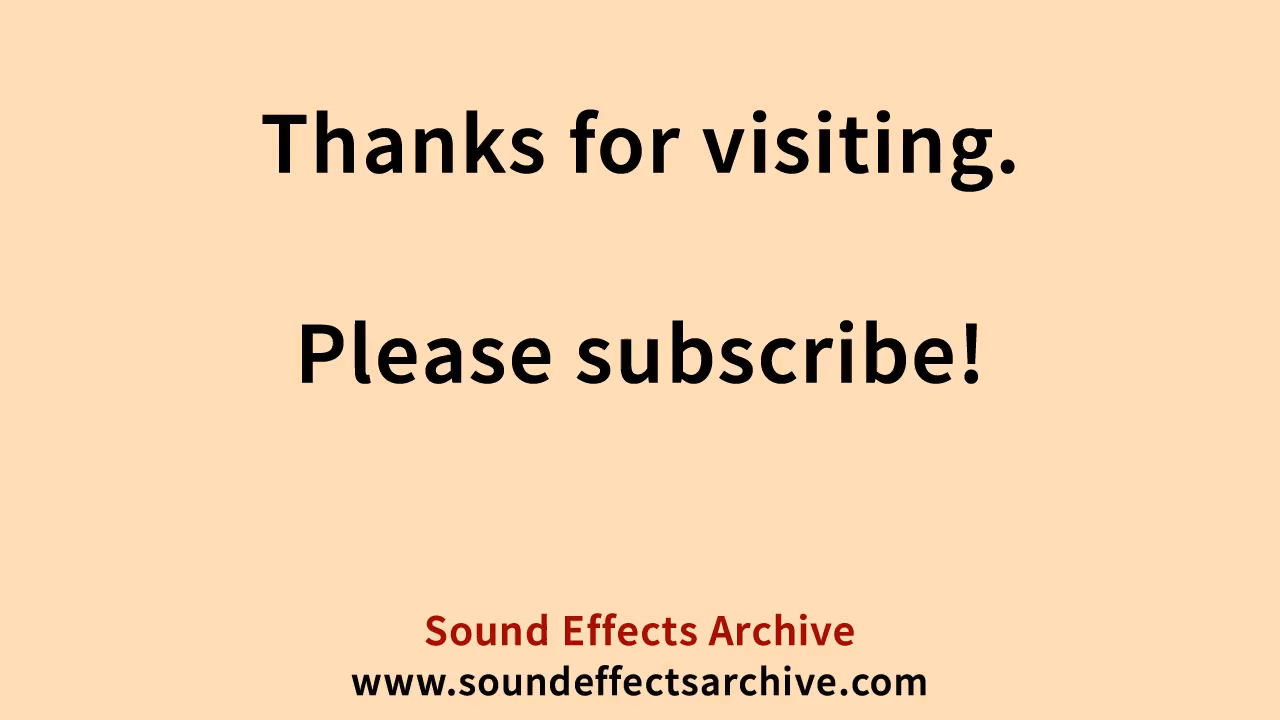 Thanks for visiting.
Please subscribe!
Sound Effects Archive
www.soundeffectsarchive.com